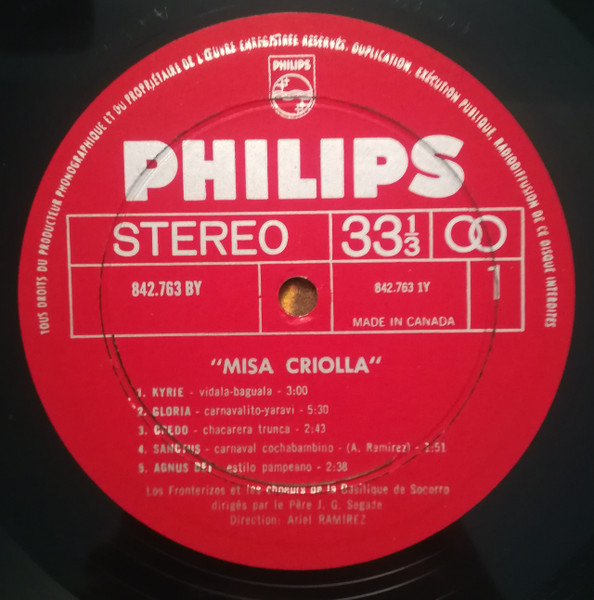 TOUS DROITS DU PRODUCTEUR PHONOGRAPHIQUE ET DU PROPRIÉTAIRE DE L'ŒUVRE ENREGISTRÉE RÉSERVÉS. DUPLICATION, EXÉCUTION PUBLIQUE, RADIODIFFUSION DE CE DISQUE INTERDITES
PHILIPS
PHILIPS
STEREO 33 1/3
842.763 BY 842.763 1Y 1
MADE IN CANADA
"MISA CRIOLLA"
1. KYRIE - vidala-baguala - 3:00
2. GLORIA - carnavalito-yaravi - 5:30
3. CREDO - chacarera trunca - 2:43
4. SANCTUS - carnaval cochabambino - (A. Ramirez) - 2:51
5. AGNUS DEI - estilo pampeano - 2:38
Los Fronterizos et les chœurs de la Basilique de Socorro
dirigés par le Père J. G. Segade
Direction: Ariel RAMIREZ